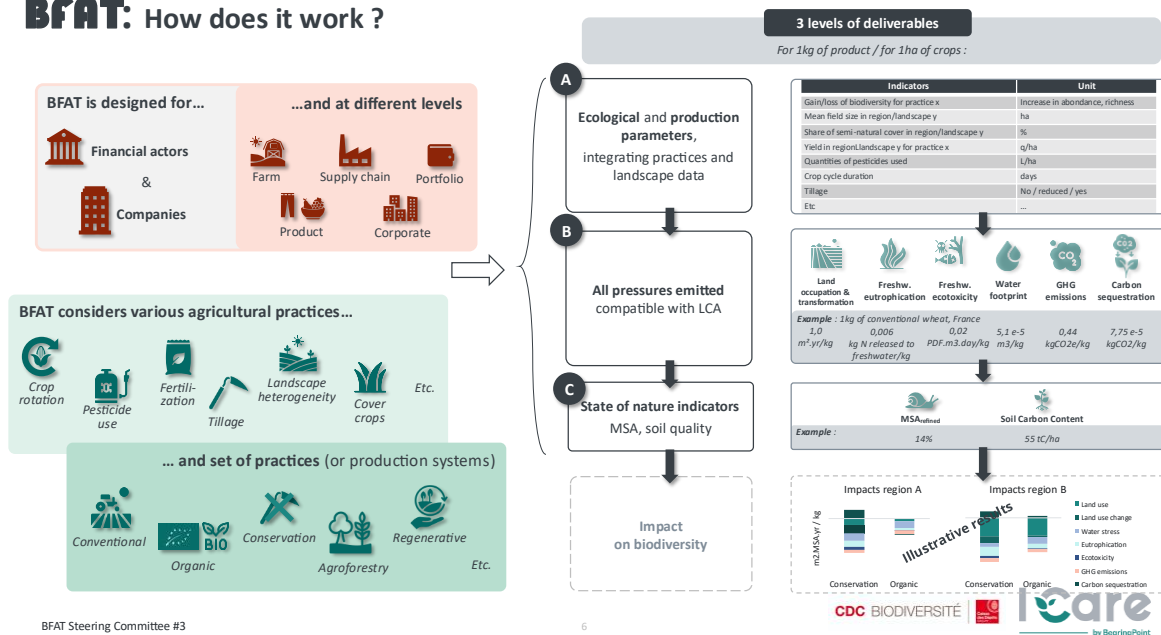 BFAT: How does it work ?
3 levels of deliverables
For 1kg of product / for 1ha of crops :
BFAT is designed for...
Financial actors
&
Companies
...and at different levels
Farm
Supply chain
Portfolio
Product
Corporate
BFAT considers various agricultural practices...
Crop
rotation
Pesticide
use
Fertili-
zation
Tillage
Landscape
heterogeneity
Cover
crops
Etc.
... and set of practices (or production systems)
Conventional
BIO
Organic
Conservation
Agroforestry
Regenerative
Etc.
A
Ecological and production
parameters,
integrating practices and
landscape data
B
All pressures emitted
compatible with LCA
C
State of nature indicators
MSA, soil quality
Impact
on biodiversity
Indicators Unit
Gain/loss of biodiversity for practice x Increase in abondance, richness
Mean field size in region/landscape y ha
Share of semi-natural cover in region/landscape y %
Yield in regionLlandscape y for practice x q/ha
Quantities of pesticides used L/ha
Crop cycle duration days
Tillage No / reduced / yes
Etc ...
CO2
CO2
Land
occupation &
transformation
Freshw.
eutrophication
Freshw.
ecotoxicity
Water
footprint
GHG
emissions
Carbon
sequestration
Example : 1kg of conventional wheat, France
1,0
m².yr/kg
0,006
kg N released to
freshwater/kg
0,02
PDF.m3.day/kg
5,1 e-5
m3/kg
0,44
kgCO2e/kg
7,75 e-5
kgCO2/kg
MSArefined
Soil Carbon Content
Example :
14%
55 tC/ha
Impacts region A
Impacts region B
m2.MSA.yr / kg
Illustrative results
Conservation Organic
Conservation Organic
Land use
Land use change
Water stress
Eutrophication
Ecotoxicity
GHG emissions
Carbon sequestration
CDC BIODIVERSITÉ
I Care
by BearingPoint
BFAT Steering Committee #3
6